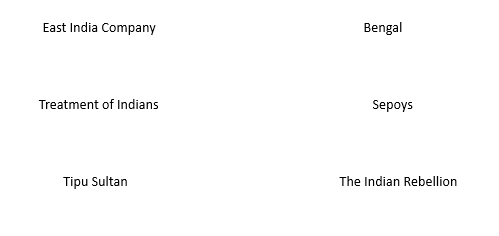 East India Company
Bengal
Treatment of Indians
Sepoys
Tipu Sultan
The Indian Rebellion